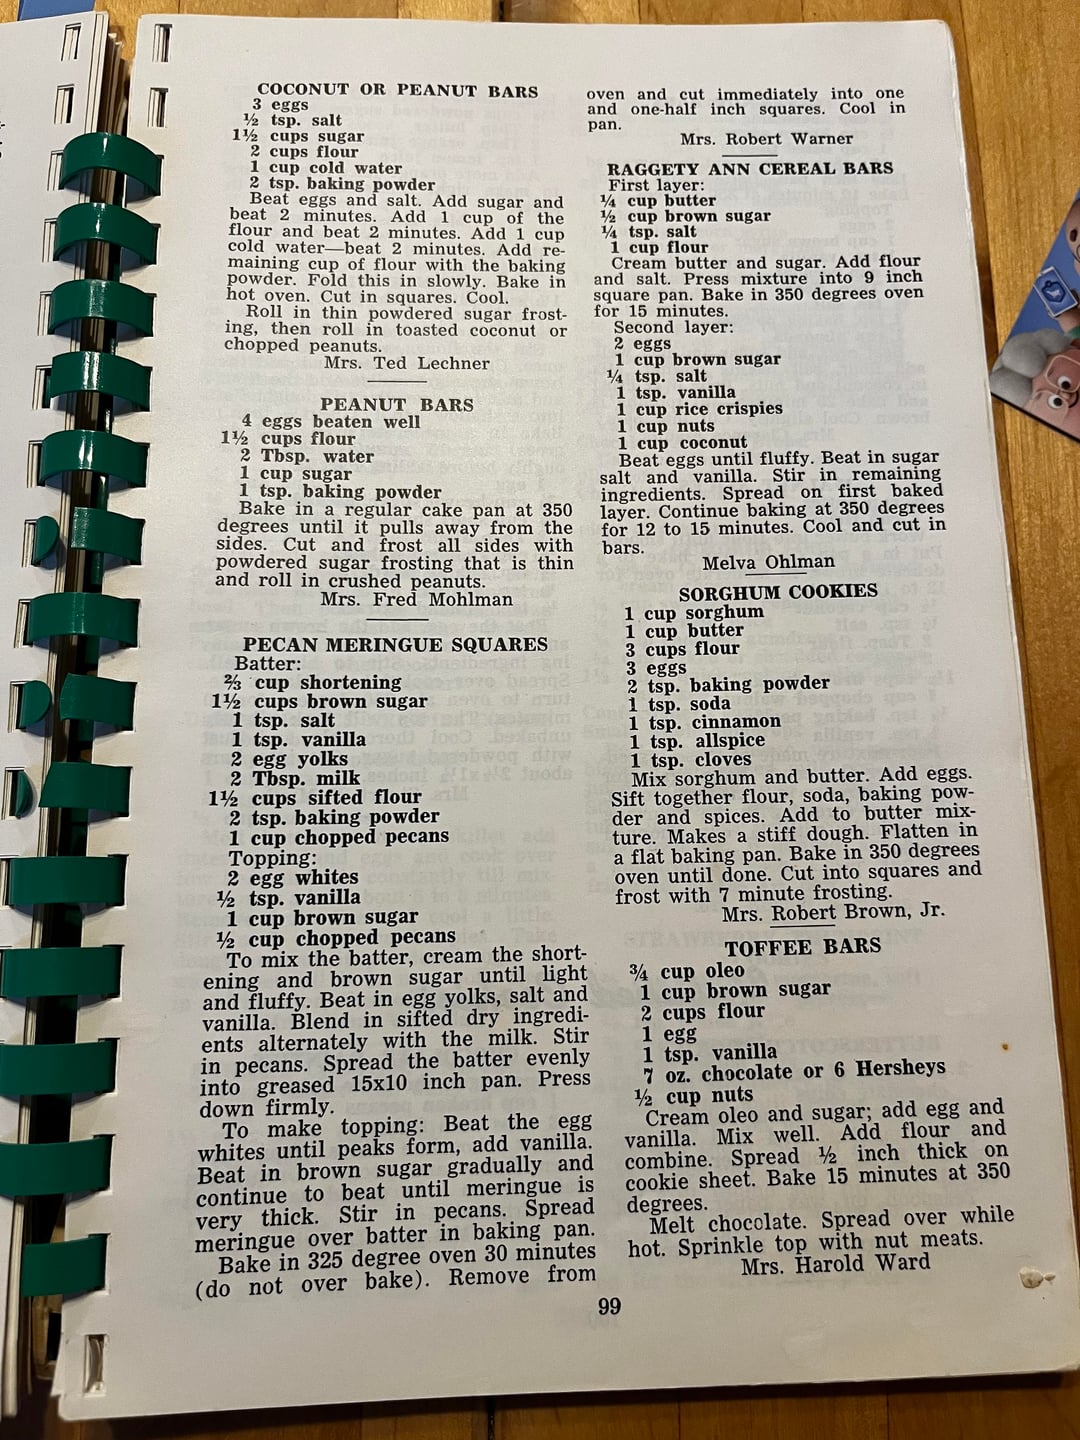 COCONUT OR PEANUT BARS
3 eggs
½ tsp. salt
1½ cups sugar
2 cups flour
1 cup cold water
2 tsp. baking powder
Beat eggs and salt. Add sugar and
beat 2 minutes. Add 1 cup of the
flour and beat 2 minutes. Add 1 cup
cold water—beat 2 minutes. Add re-
maining cup of flour with the baking
powder. Fold this in slowly. Bake in
hot oven. Cut in squares. Cool.
Roll in thin powdered sugar frost-
ing, then roll in toasted coconut or
chopped peanuts.
Mrs. Ted Lechner
PEANUT BARS
4 eggs beaten well
1½ cups flour
2 Tbsp. water
1 cup sugar
1 tsp. baking powder
Bake in a regular cake pan at 350
degrees until it pulls away from the
sides. Cut and frost all sides with
powdered sugar frosting that is thin
and roll in crushed peanuts.
Mrs. Fred Mohlman
PECAN MERINGUE SQUARES
Batter:
⅔ cup shortening
1½ cups brown sugar
1 tsp. salt
1 tsp. vanilla
2 egg yolks
2 Tbsp. milk
1½ cups sifted flour
2 tsp. baking powder
1 cup chopped pecans
Topping:
2 egg whites
½ tsp. vanilla
1 cup brown sugar
½ cup chopped pecans
To mix the batter, cream the short-
ening and brown sugar until light
and fluffy. Beat in egg yolks, salt and
vanilla. Blend in sifted dry ingredi-
ents alternately with the milk. Stir
in pecans. Spread the batter evenly
into greased 15x10 inch pan. Press
down firmly.
To make topping: Beat the egg
whites until peaks form, add vanilla.
Beat in brown sugar gradually and
continue to beat until meringue is
very thick. Stir in pecans. Spread
meringue over batter in baking pan.
Bake in 325 degree oven 30 minutes
(do not over bake). Remove from
oven and cut immediately into one
and one-half inch squares. Cool in
pan.
Mrs. Robert Warner
RAGGETY ANN CEREAL BARS
First layer:
¼ cup butter
½ cup brown sugar
¼ tsp. salt
1 cup flour
Cream butter and sugar. Add flour
and salt. Press mixture into 9 inch
square pan. Bake in 350 degrees oven
for 15 minutes.
Second layer:
2 eggs
1 cup brown sugar
¼ tsp. salt
1 tsp. vanilla
1 cup rice crispies
1 cup nuts
1 cup coconut
Beat eggs until fluffy. Beat in sugar
salt and vanilla. Stir in remaining
ingredients. Spread on first baked
layer. Continue baking at 350 degrees
for 12 to 15 minutes. Cool and cut in
bars.
Melva Ohlman
SORGHUM COOKIES
1 cup sorghum
1 cup butter
3 cups flour
3 eggs
2 tsp. baking powder
1 tsp. soda
1 tsp. cinnamon
1 tsp. allspice
1 tsp. cloves
Mix sorghum and butter. Add eggs.
Sift together flour, soda, baking pow-
der and spices. Add to butter mix-
ture. Makes a stiff dough. Flatten in
a flat baking pan. Bake in 350 degrees
oven until done. Cut into squares and
frost with 7 minute frosting.
Mrs. Robert Brown, Jr.
TOFFEE BARS
¾ cup oleo
1 cup brown sugar
2 cups flour
1 egg
1 tsp. vanilla
7 oz. chocolate or 6 Hersheys
½ cup nuts
Cream oleo and sugar; add egg and
vanilla. Mix well. Add flour and
combine. Spread ½ inch thick on
cookie sheet. Bake 15 minutes at 350
degrees.
Melt chocolate. Spread over while
hot. Sprinkle top with nut meats.
Mrs. Harold Ward
99